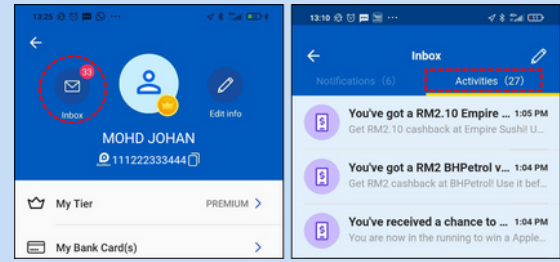 13:25
33
Inbox
Edit info
MOHD JOHAN
111222333444
My Tier PREMIUM >
My Bank Card(s) >
13:10
Inbox
Notifications (6) Activities (27)
You've got a RM2.10 Empire ... 1:05 PM
Get RM2.10 cashback at Empire Sushi! U...
You've got a RM2 BHPetrol v... 1:04 PM
Get RM2 cashback at BHPetrol! Use it bef...
You've received a chance to ... 1:04 PM
You are now in the running to win a Apple...